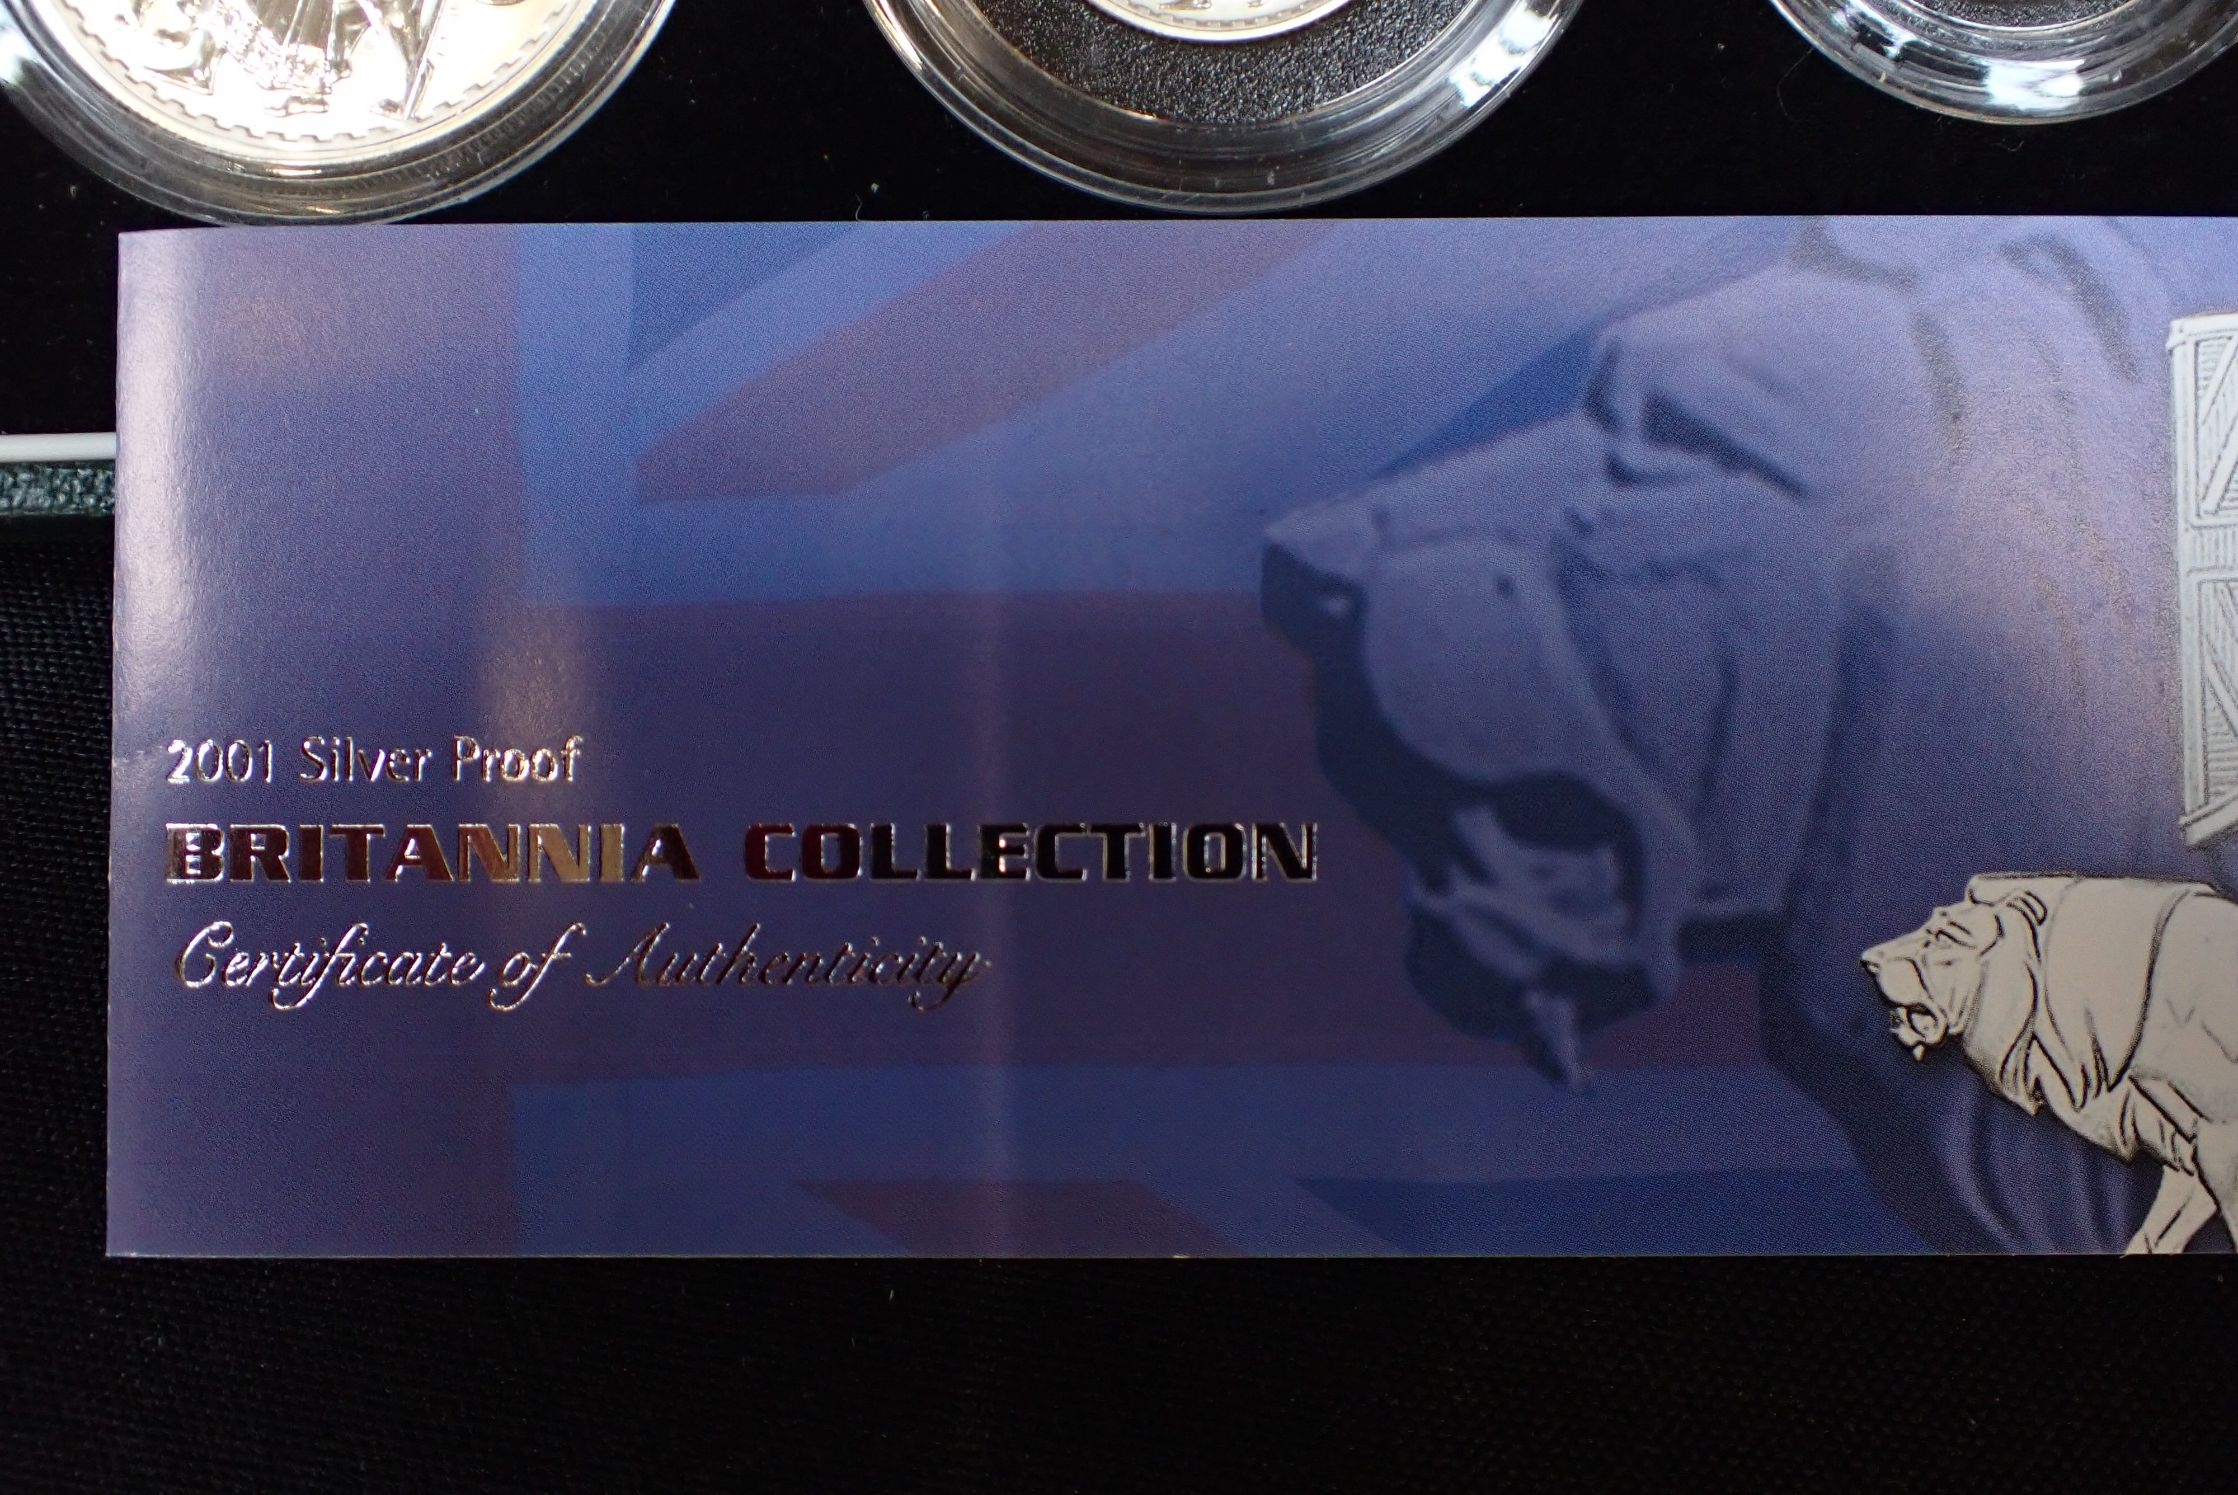 2001 Silver Proof
BRITANNIA COLLECTION
Certificate of Authenticity